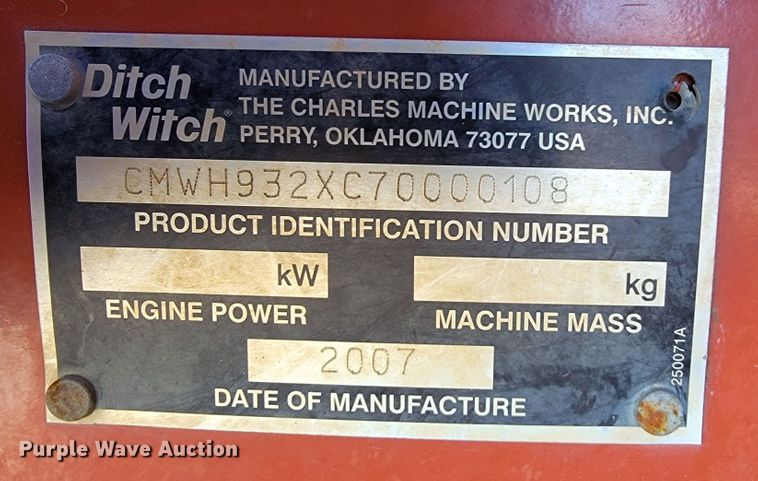 Ditch Witch®
MANUFACTURED BY
THE CHARLES MACHINE WORKS, INC.
PERRY, OKLAHOMA 73077 USA
CMWH932XC70000108
PRODUCT IDENTIFICATION NUMBER
kW
ENGINE POWER
kg
MACHINE MASS
2007
DATE OF MANUFACTURE
250071A
Purple Wave Auction